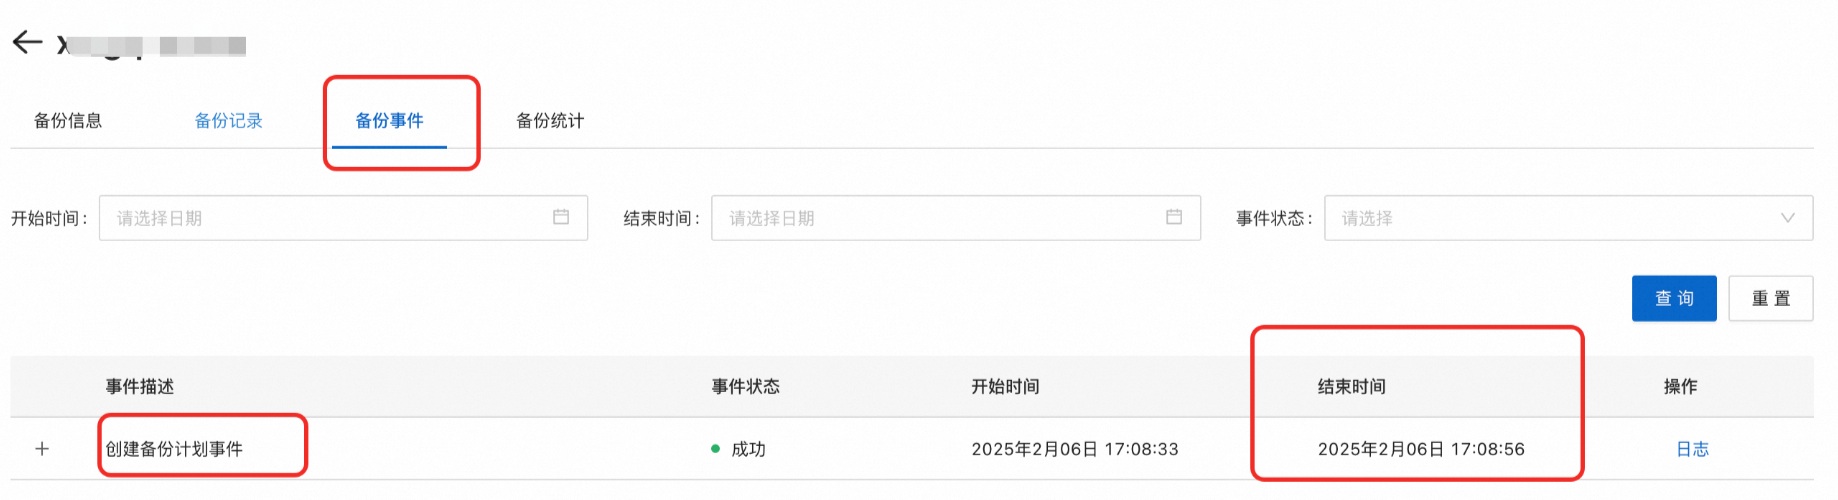 备份信息 备份记录 备份事件 备份统计
开始时间: 请选择日期 结束时间: 请选择日期 事件状态: 请选择
查 询 重 置
事件描述 事件状态 开始时间 结束时间 操作
+ 创建备份计划事件 成功 2025年2月06日 17:08:33 2025年2月06日 17:08:56 日志